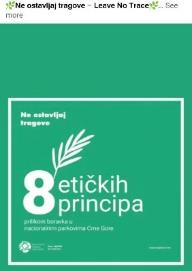 🌿Ne ostavljaj tragove – Leave No Trace🌿... See
more
Ne ostavljaj
tragove
8 etičkih
principa
prilikom boravka u
nacionalnim parkovima Crne Gore